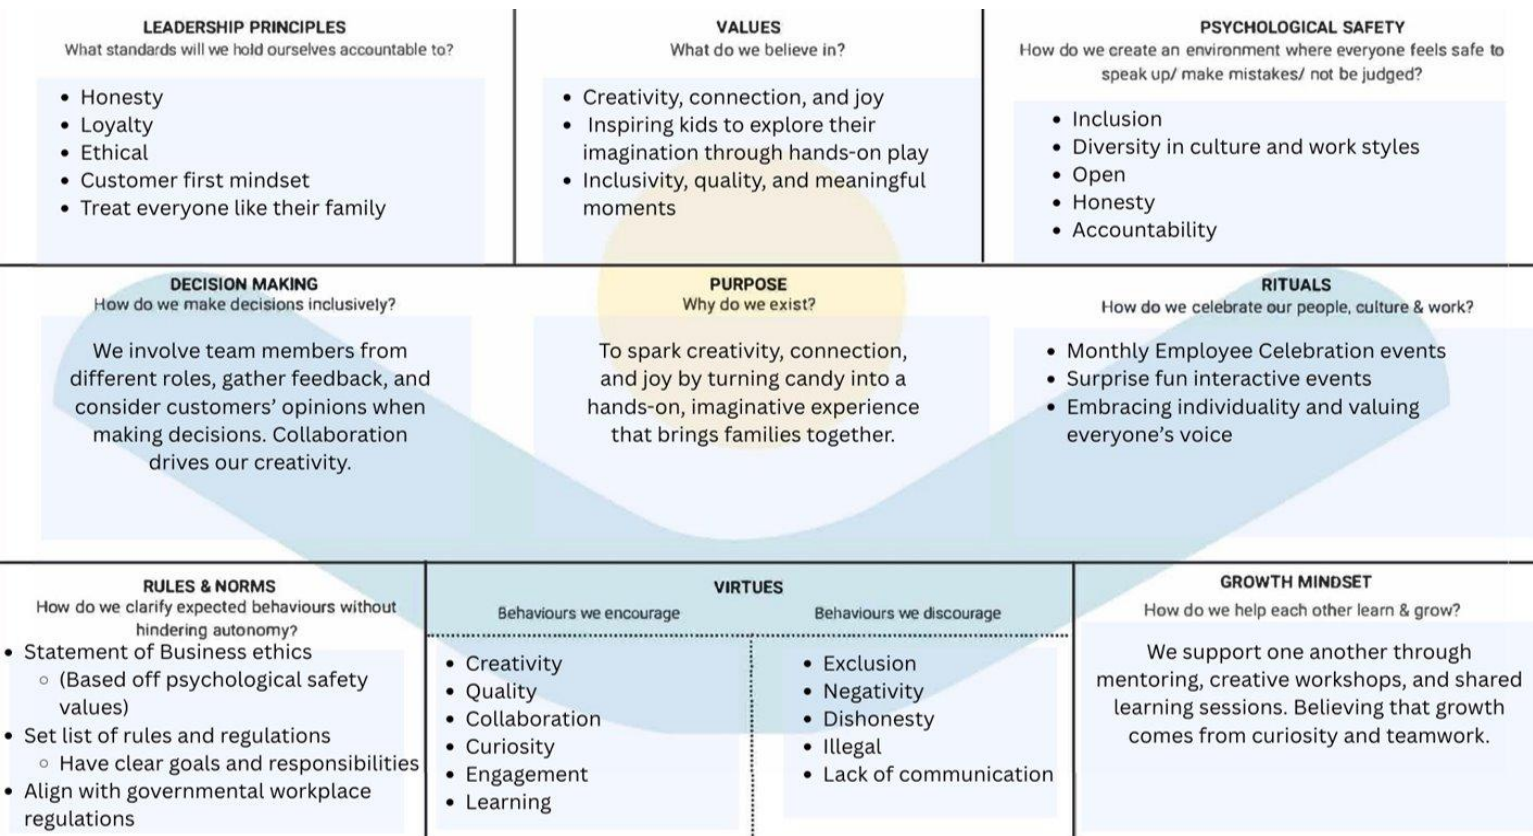 LEADERSHIP PRINCIPLES
What standards will we hold ourselves accountable to?
• Honesty
• Loyalty
• Ethical
• Customer first mindset
• Treat everyone like their family
VALUES
What do we believe in?
• Creativity, connection, and joy
• Inspiring kids to explore their
imagination through hands-on play
• Inclusivity, quality, and meaningful
moments
PSYCHOLOGICAL SAFETY
How do we create an environment where everyone feels safe to
speak up/ make mistakes/ not be judged?
• Inclusion
• Diversity in culture and work styles
• Open
• Honesty
• Accountability
DECISION MAKING
How do we make decisions inclusively?
We involve team members from
different roles, gather feedback, and
consider customers’ opinions when
making decisions. Collaboration
drives our creativity.
PURPOSE
Why do we exist?
To spark creativity, connection,
and joy by turning candy into a
hands-on, imaginative experience
that brings families together.
RITUALS
How do we celebrate our people, culture & work?
• Monthly Employee Celebration events
• Surprise fun interactive events
• Embracing individuality and valuing
everyone’s voice
RULES & NORMS
How do we clarify expected behaviours without
hindering autonomy?
• Statement of Business ethics
◦ (Based off psychological safety
values)
• Set list of rules and regulations
◦ Have clear goals and responsibilities
• Align with governmental workplace
regulations
VIRTUES
Behaviours we encourage
• Creativity
• Quality
• Collaboration
• Curiosity
• Engagement
• Learning
Behaviours we discourage
• Exclusion
• Negativity
• Dishonesty
• Illegal
• Lack of communication
GROWTH MINDSET
How do we help each other learn & grow?
We support one another through
mentoring, creative workshops, and shared
learning sessions. Believing that growth
comes from curiosity and teamwork.